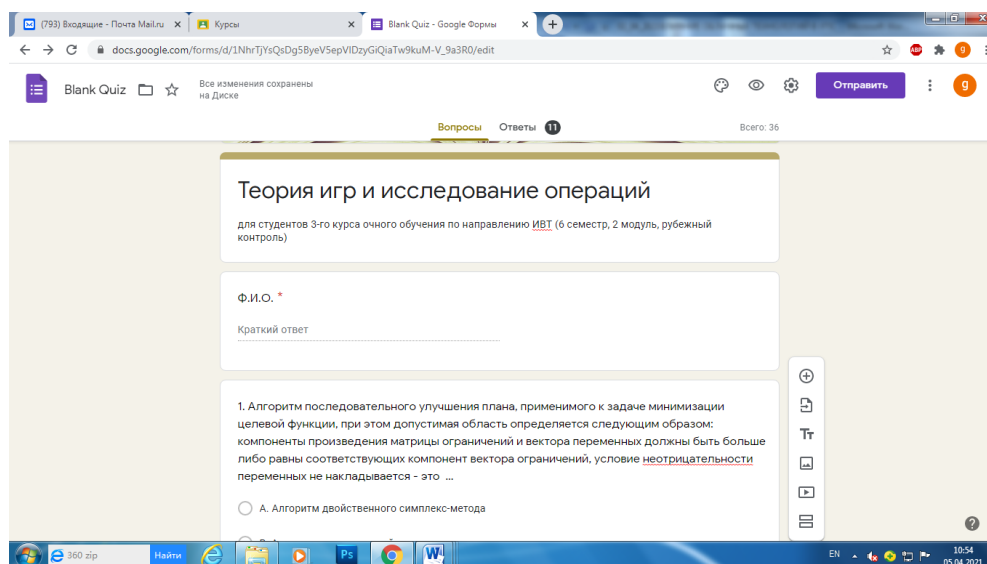 (793) Входящие - Почта Mail.ru
Курсы
Blank Quiz - Google Формы
docs.google.com/forms/d/1NhrTjYsQsDg5ByeV5epVlDzyGiQiaTw9kuM-V_9a3R0/edit
ABP
g
Blank Quiz
Все изменения сохранены
на Диске
Отправить
g
Вопросы Ответы 11
Всего: 36
Теория игр и исследование операций
для студентов 3-го курса очного обучения по направлению ИВТ (6 семестр, 2 модуль, рубежный
контроль)
Ф.И.О. *
Краткий ответ
1. Алгоритм последовательного улучшения плана, применимого к задаче минимизации
целевой функции, при этом допустимая область определяется следующим образом:
компоненты произведения матрицы ограничений и вектора переменных должны быть больше
либо равны соответствующих компонент вектора ограничений, условие неотрицательности
переменных не накладывается - это ...
А. Алгоритм двойственного симплекс-метода
Тт
360 zip
Найти
Ps
W
EN
10:54
05.04.2021